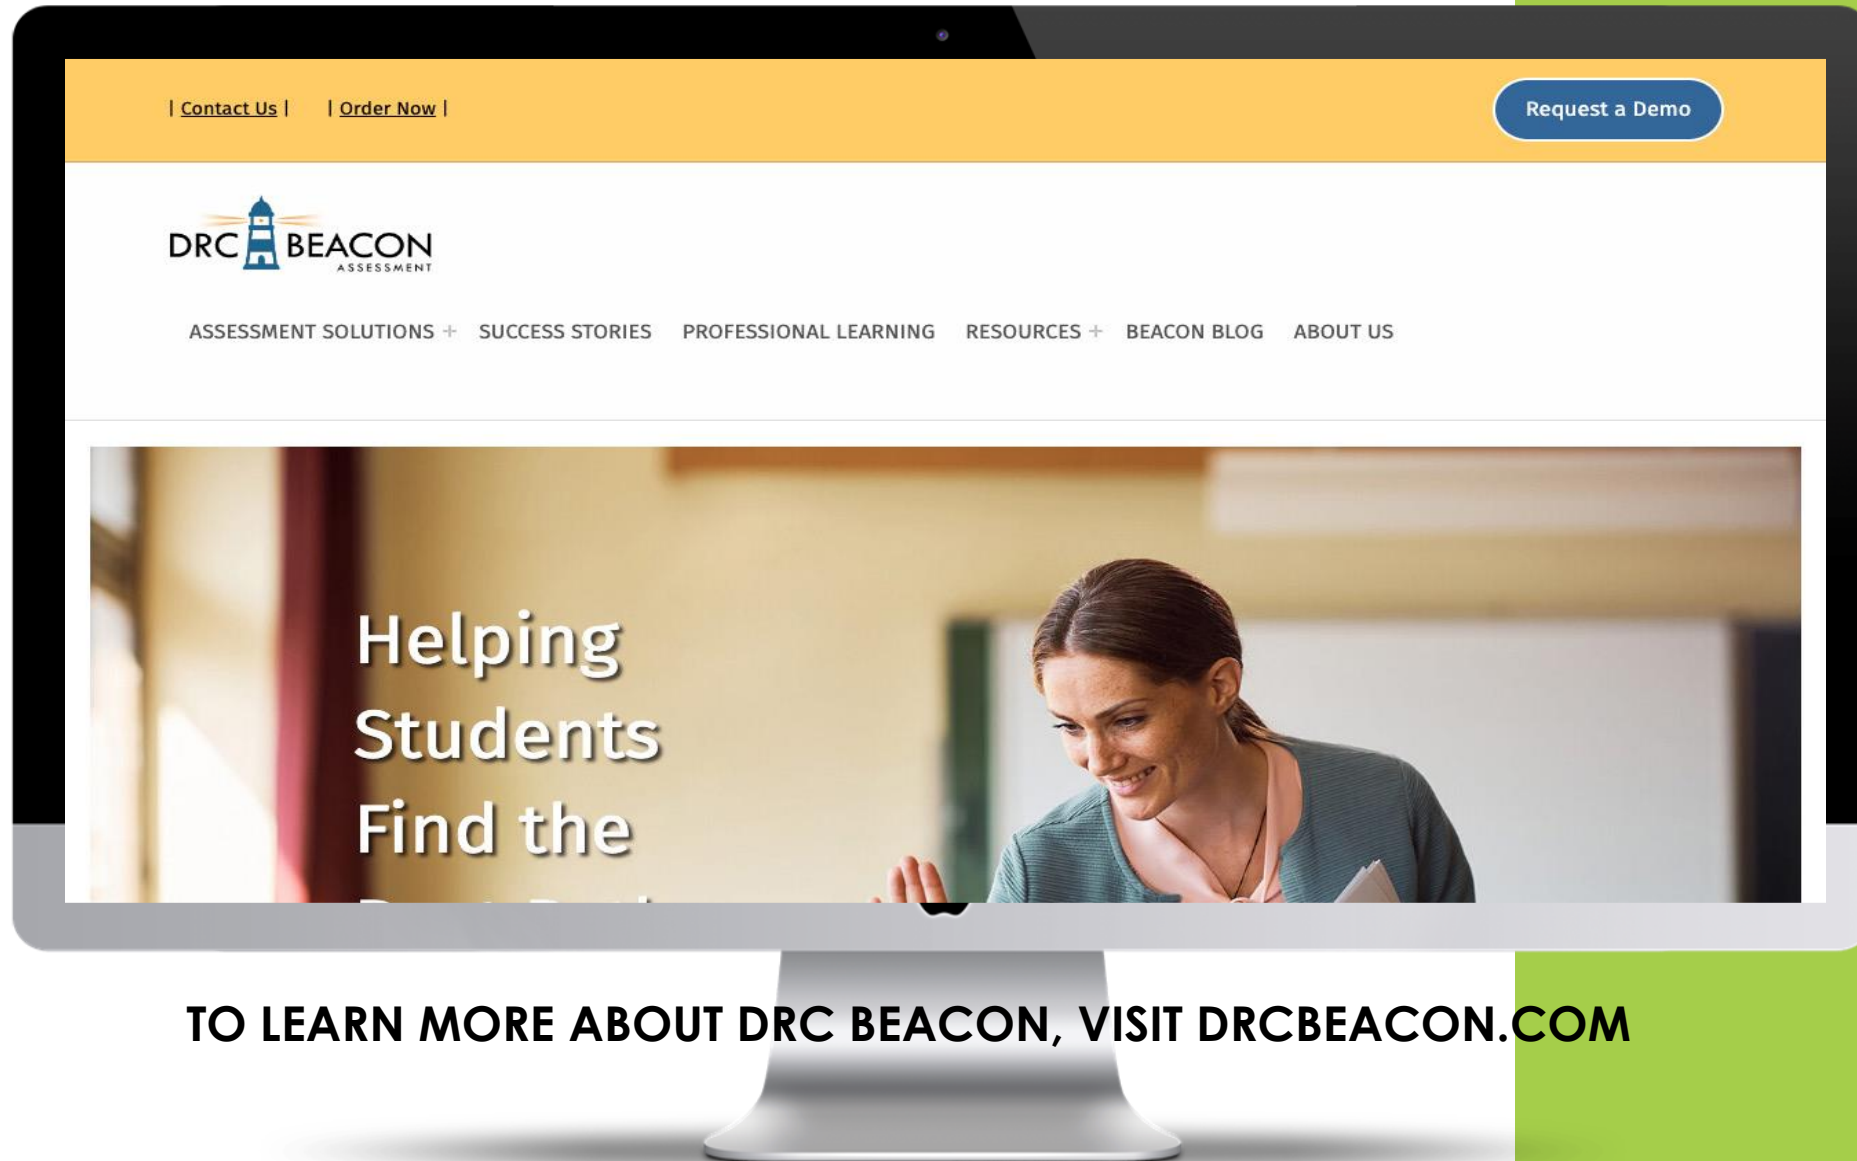 | Contact Us | | Order Now | Request a Demo
DRC BEACON
ASSESSMENT
ASSESSMENT SOLUTIONS + SUCCESS STORIES PROFESSIONAL LEARNING RESOURCES + BEACON BLOG ABOUT US
Helping
Students
Find the
TO LEARN MORE ABOUT DRC BEACON, VISIT DRCBEACON.COM